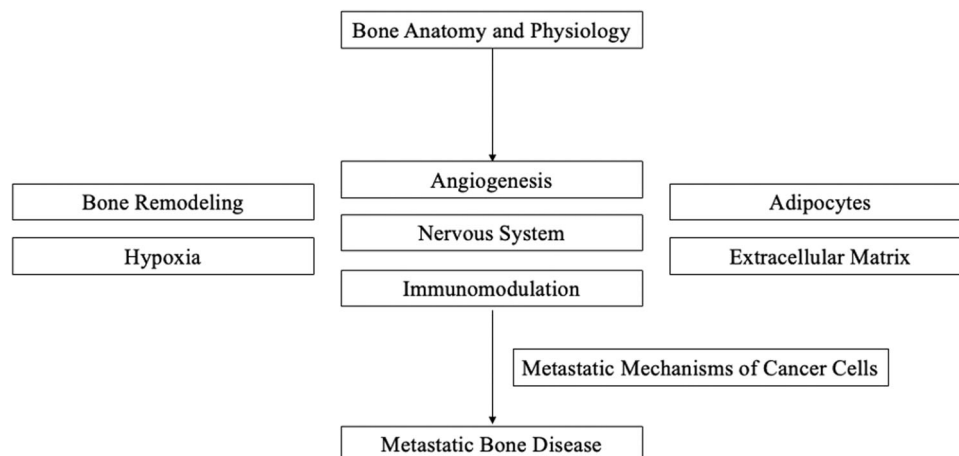 Bone Anatomy and Physiology
Angiogenesis
Bone Remodeling
Adipocytes
Nervous System
Hypoxia
Extracellular Matrix
Immunomodulation
Metastatic Mechanisms of Cancer Cells
Metastatic Bone Disease